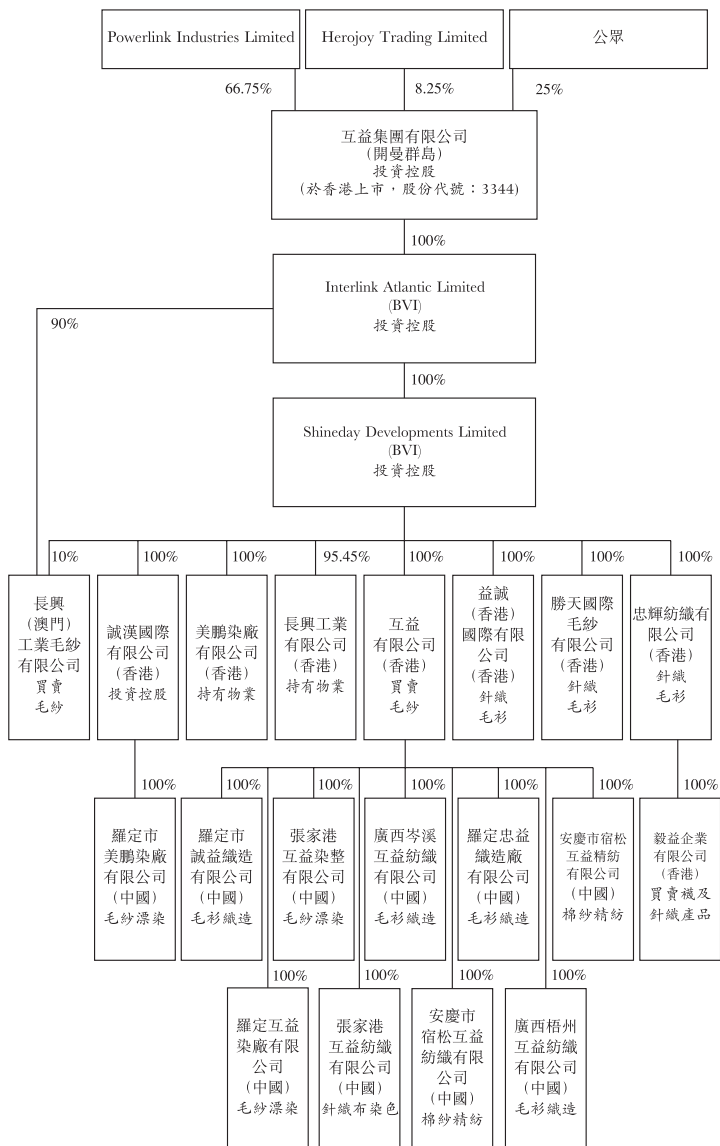 Powerlink Industries Limited
Herojoy Trading Limited
公眾
66.75%
8.25%
25%
互益集團有限公司
(開曼群島)
投資控股
(於香港上市，股份代號：3344)
100%
Interlink Atlantic Limited
(BVI)
投資控股
90%
100%
Shineday Developments Limited
(BVI)
投資控股
10%
100%
100%
95.45%
100%
100%
100%
100%
長興
(澳門)
工業毛紗
有限公司
買賣
毛紗
誠漢國際
有限公司
(香港)
投資控股
美鵬染廠
有限公司
(香港)
持有物業
長興工業
有限公司
(香港)
持有物業
互益
有限公司
(香港)
買賣
毛紗
益誠
(香港)
國際有限
公司
(香港)
針織
毛衫
勝天國際
毛紗
有限公司
(香港)
針織
毛衫
忠輝紡織有
限公司
(香港)
針織
毛衫
100%
100%
100%
100%
100%
100%
100%
羅定市
美鵬染廠
有限公司
(中國)
毛紗漂染
羅定市
誠益織造
有限公司
(中國)
毛衫織造
張家港
互益染整
有限公司
(中國)
毛紗漂染
廣西岑溪
互益紡織
有限公司
(中國)
毛衫織造
羅定忠益
織造廠
有限公司
(中國)
毛衫織造
安慶市宿松
互益精紡
有限公司
(中國)
棉紗精紡
毅益企業
有限公司
(香港)
買賣襪及
針織產品
100%
100%
100%
100%
羅定互益
染廠有限
公司
(中國)
毛紗漂染
張家港
互益紡織
有限公司
(中國)
針織布染色
安慶市
宿松互益
紡織有限
公司
(中國)
棉紗精紡
廣西梧州
互益紡織
有限公司
(中國)
毛衫織造